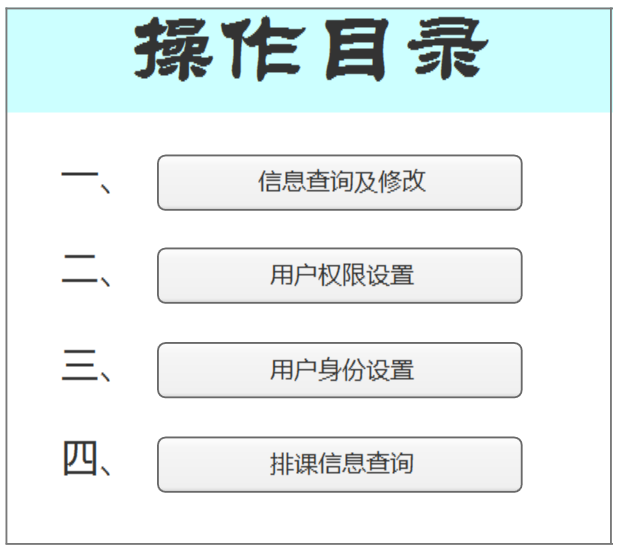 操作目录
一、 信息查询及修改
二、 用户权限设置
三、 用户身份设置
四、 排课信息查询